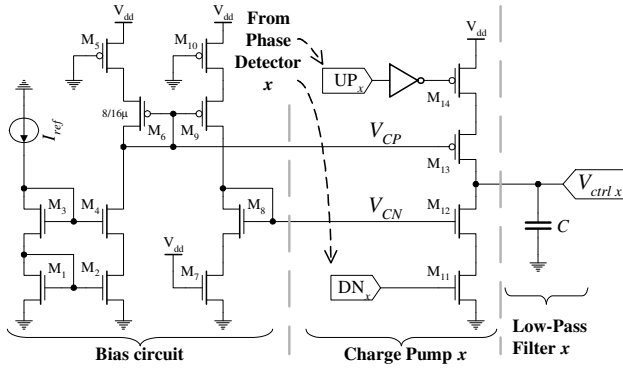 From
Phase
Detector
x
V_dd
V_dd
V_dd
M_5
M_10
UP_x
M_14
8/16μ
M_6
M_9
I_ref
V_CP
M_13
V_ctrl x
M_3
M_4
M_8
V_CN
M_12
C
V_dd
M_1
M_2
M_7
DN_x
M_11
Bias circuit
Charge Pump x
Low-Pass
Filter x